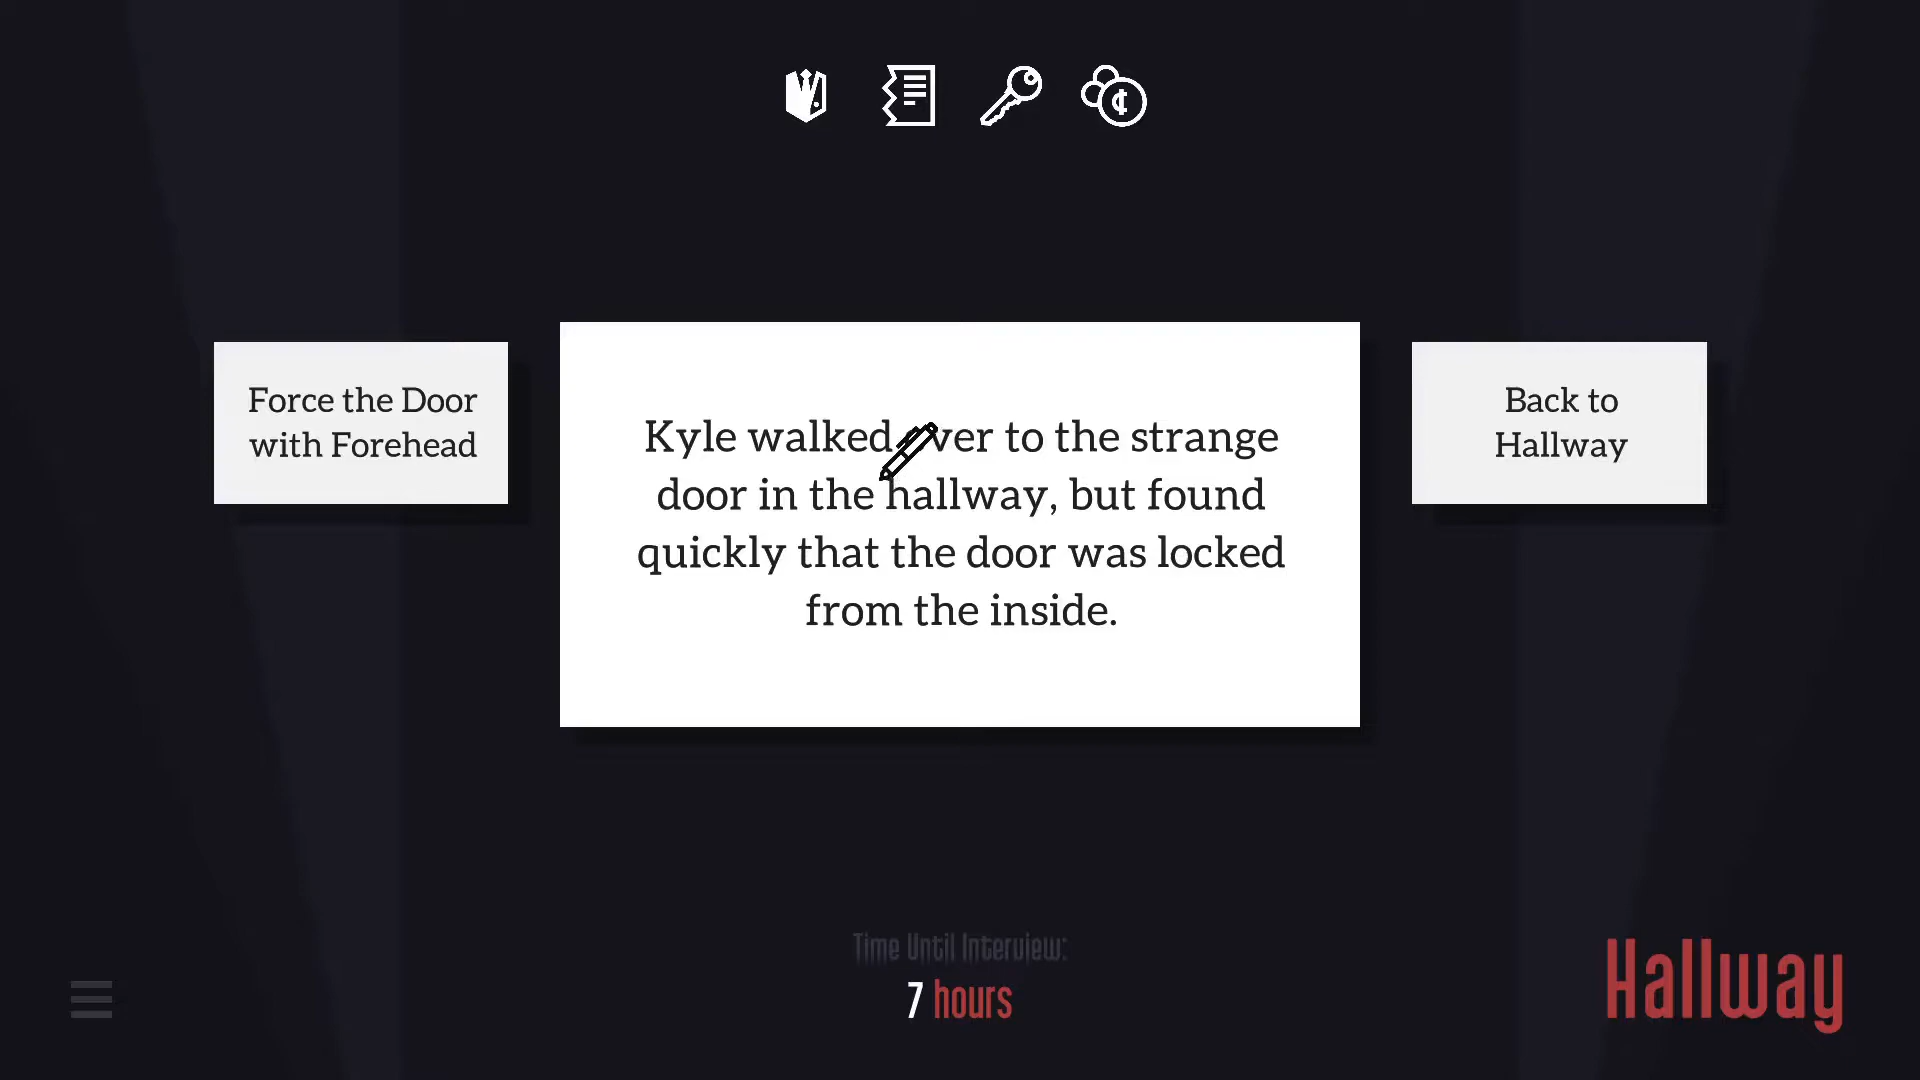 Force the Door
with Forehead
Kyle walked over to the strange
door in the hallway, but found
quickly that the door was locked
from the inside.
Back to
Hallway
Time Until Interview:
7 hours
Hallway